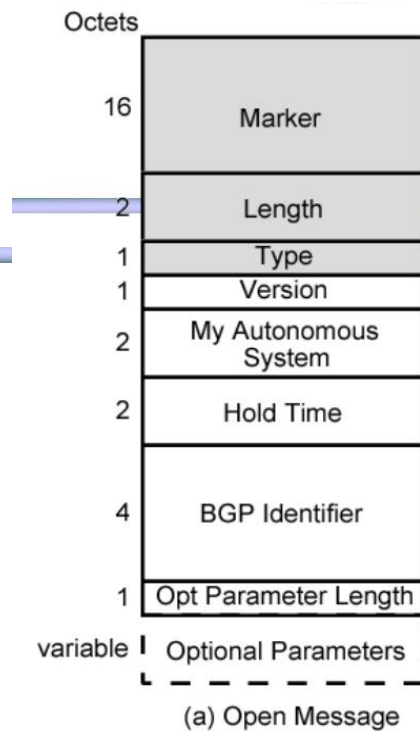 Octets
16 Marker
2 Length
1 Type
1 Version
2 My Autonomous
System
2 Hold Time
4 BGP Identifier
1 Opt Parameter Length
variable Optional Parameters
(a) Open Message